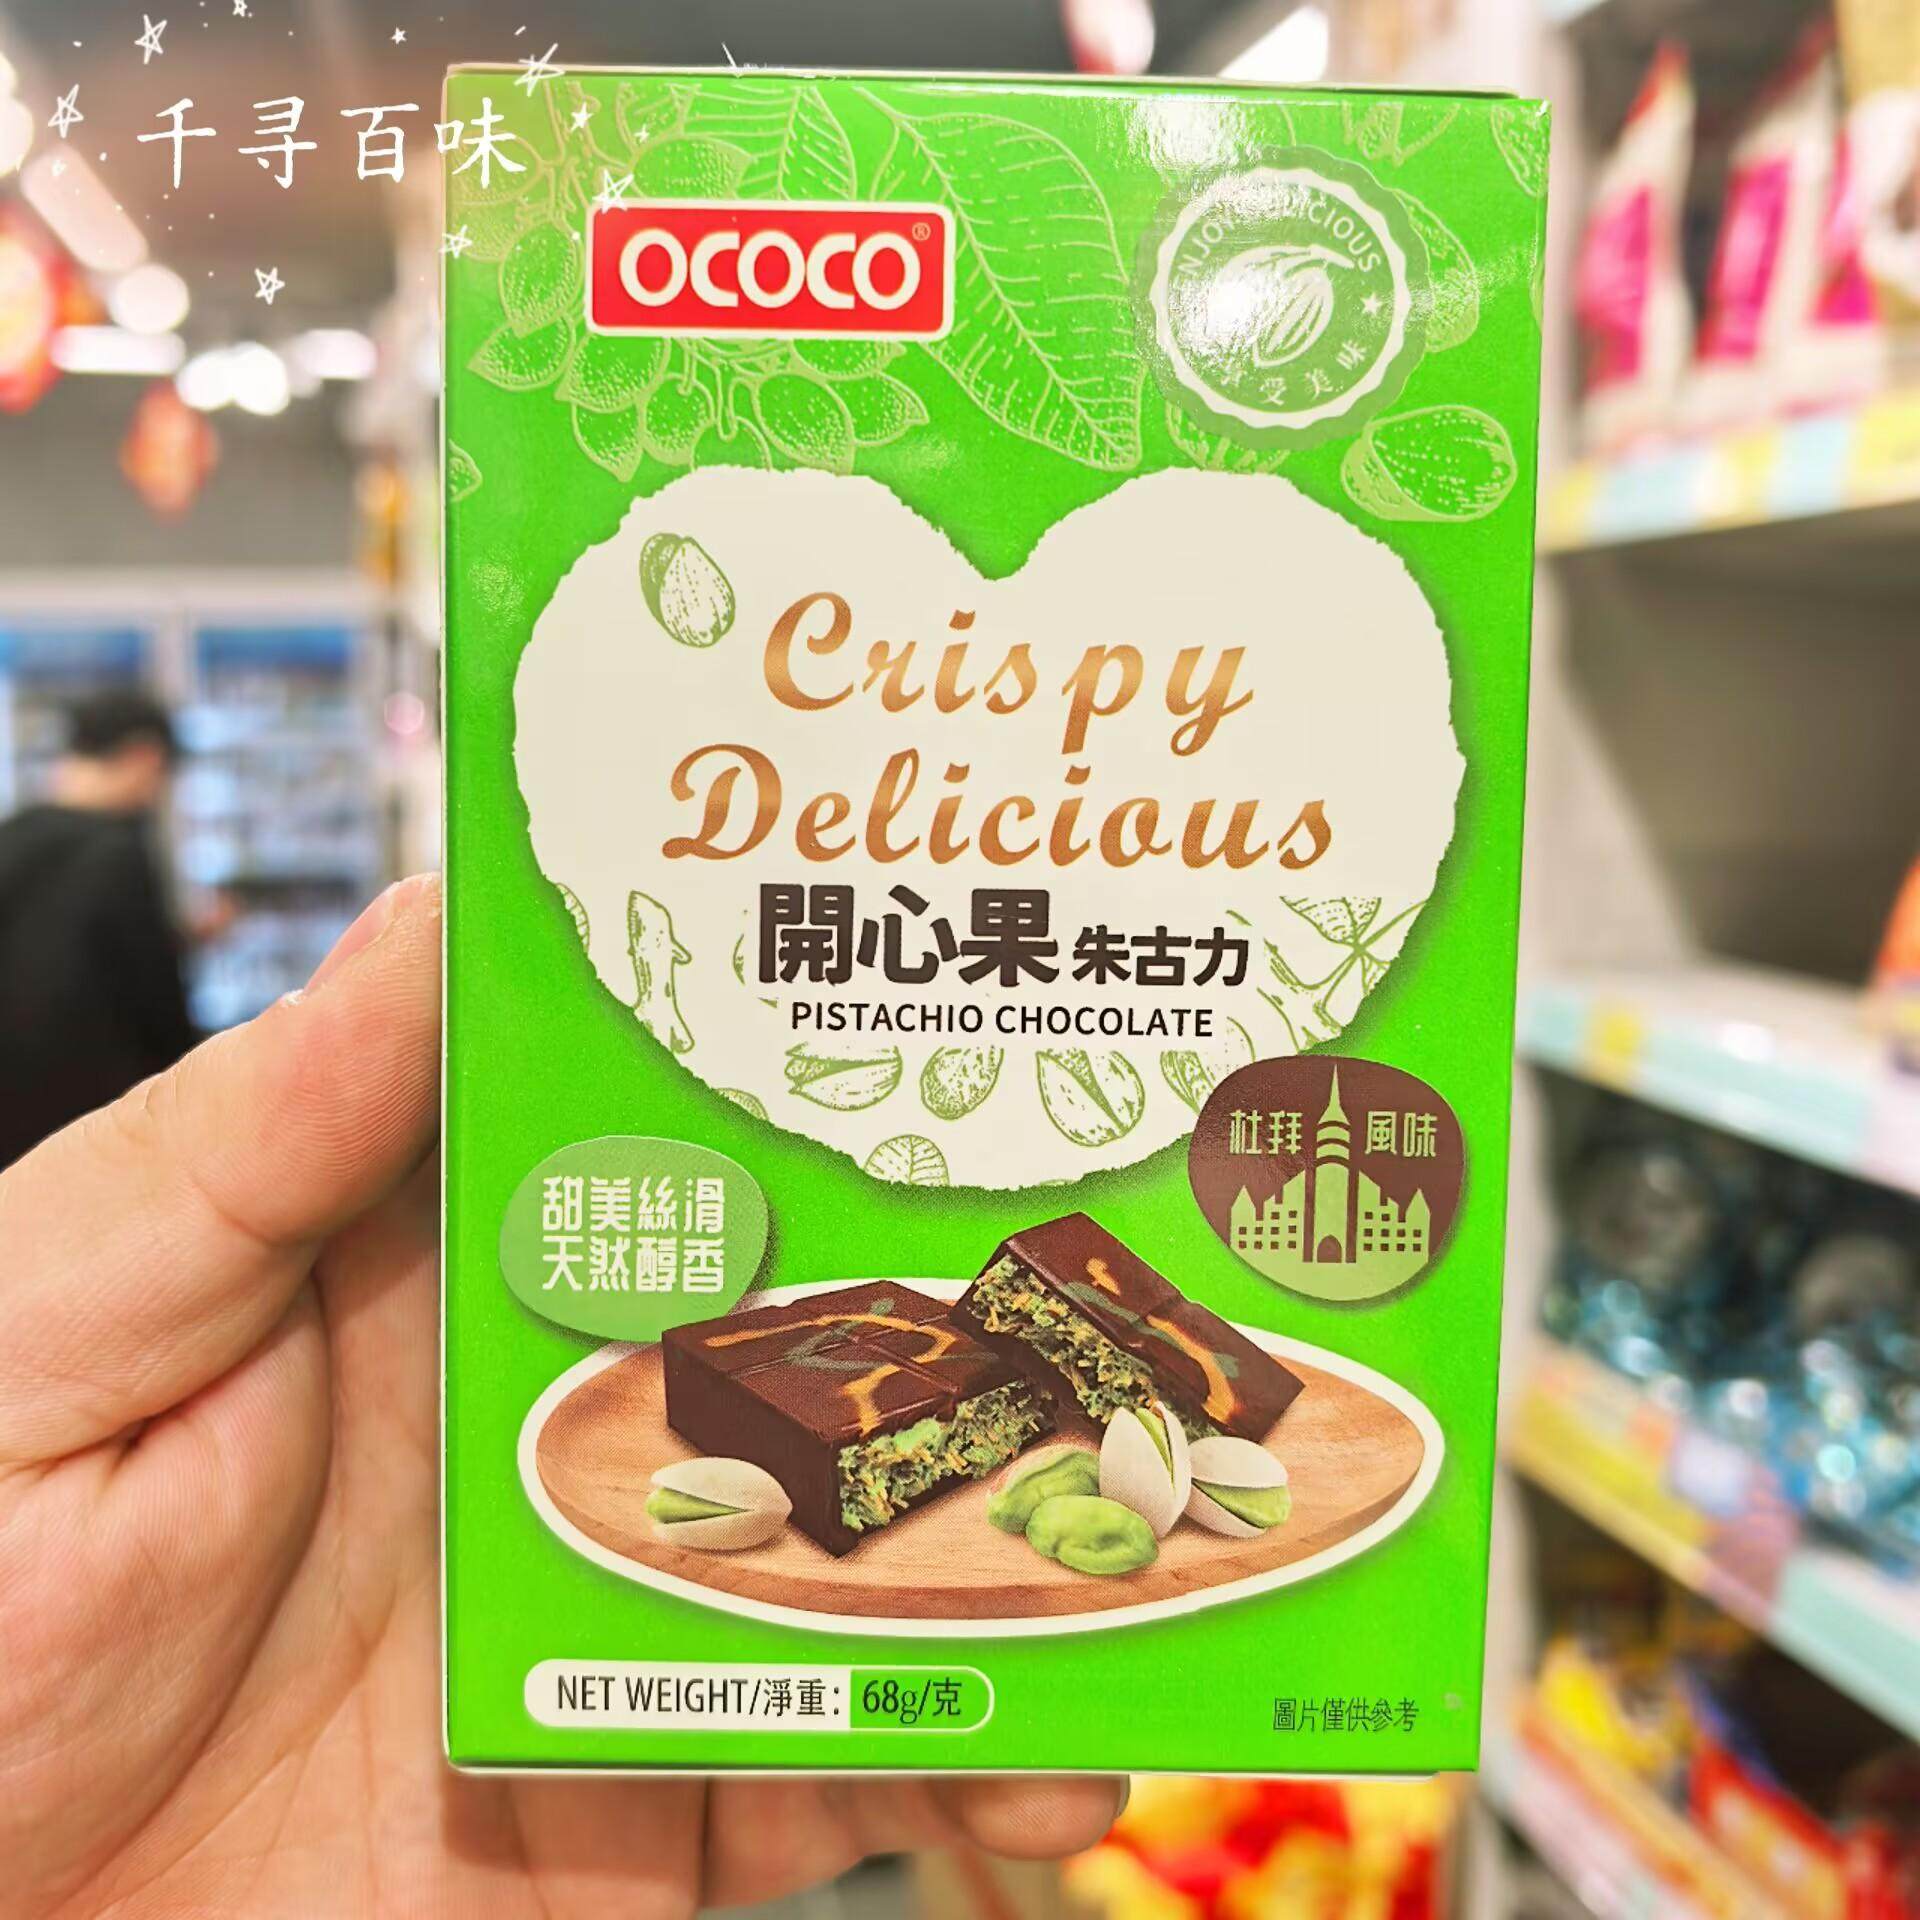 千寻百味
OCOCO®
NJOY DELICIOUS
享受美味
Crispy
Delicious
開心果朱古力
PISTACHIO CHOCOLATE
杜拜風味
甜美絲滑
天然醇香
NET WEIGHT/淨重: 68g/克
圖片僅供參考